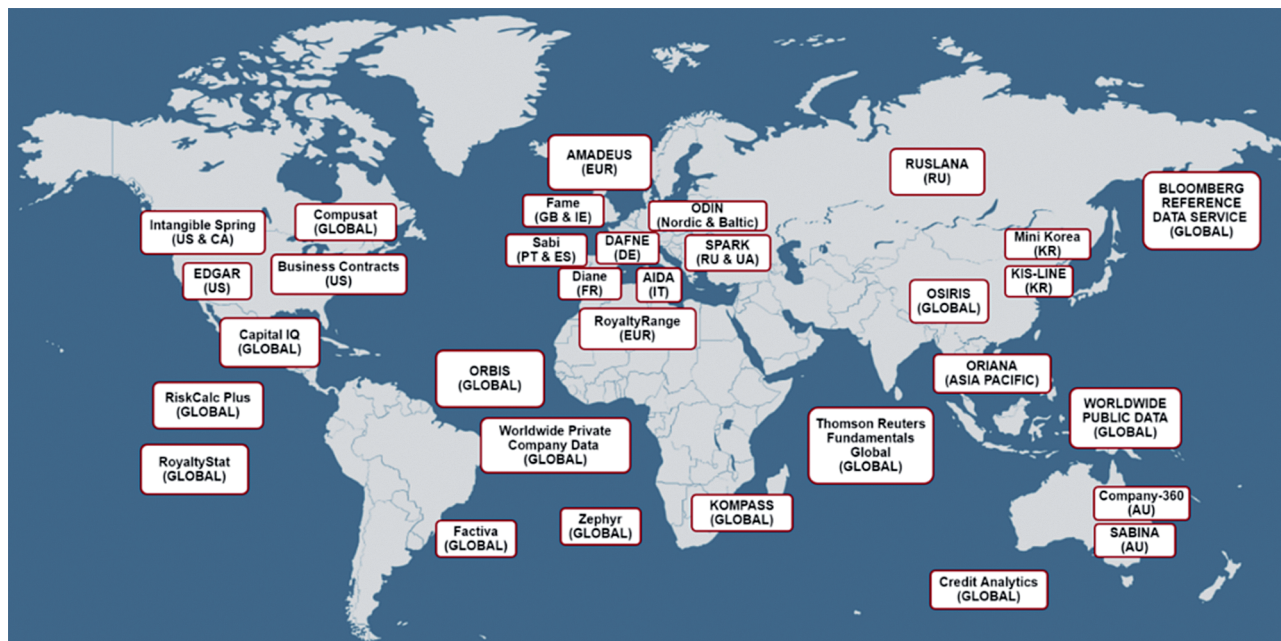 AMADEUS
(EUR)
RUSLANA
(RU)
BLOOMBERG
REFERENCE
DATA SERVICE
(GLOBAL)
Fame
(GB & IE)
ODIN
(Nordic & Baltic)
Compusat
(GLOBAL)
Intangible Spring
(US & CA)
Sabi
(PT & ES)
DAFNE
(DE)
SPARK
(RU & UA)
Mini Korea
(KR)
EDGAR
(US)
Business Contracts
(US)
Diane
(FR)
AIDA
(IT)
KIS-LINE
(KR)
OSIRIS
(GLOBAL)
Capital IQ
(GLOBAL)
RoyaltyRange
(EUR)
ORBIS
(GLOBAL)
ORIANA
(ASIA PACIFIC)
RiskCalc Plus
(GLOBAL)
WORLDWIDE
PUBLIC DATA
(GLOBAL)
Worldwide Private
Company Data
(GLOBAL)
Thomson Reuters
Fundamentals
Global
(GLOBAL)
RoyaltyStat
(GLOBAL)
KOMPASS
(GLOBAL)
Company-360
(AU)
Factiva
(GLOBAL)
Zephyr
(GLOBAL)
SABINA
(AU)
Credit Analytics
(GLOBAL)